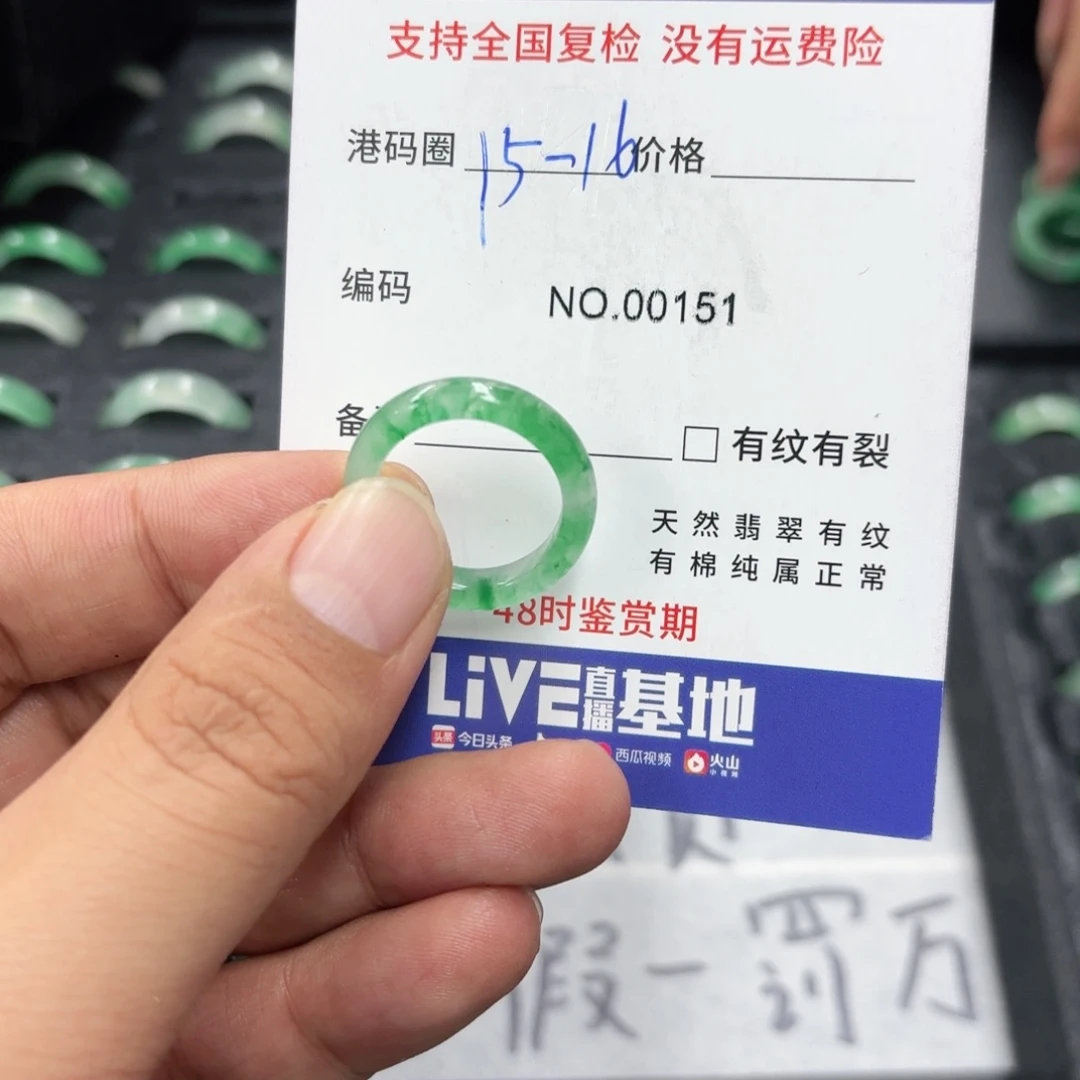 支持全国复检 没有运费险
港码圈 15-16 价格
编码 NO.00151
备
有纹有裂
天然翡翠有纹
有棉纯属正常
48时鉴赏期
LiVE直播基地
头条 今日头条 西瓜视频 火山
假一罚万